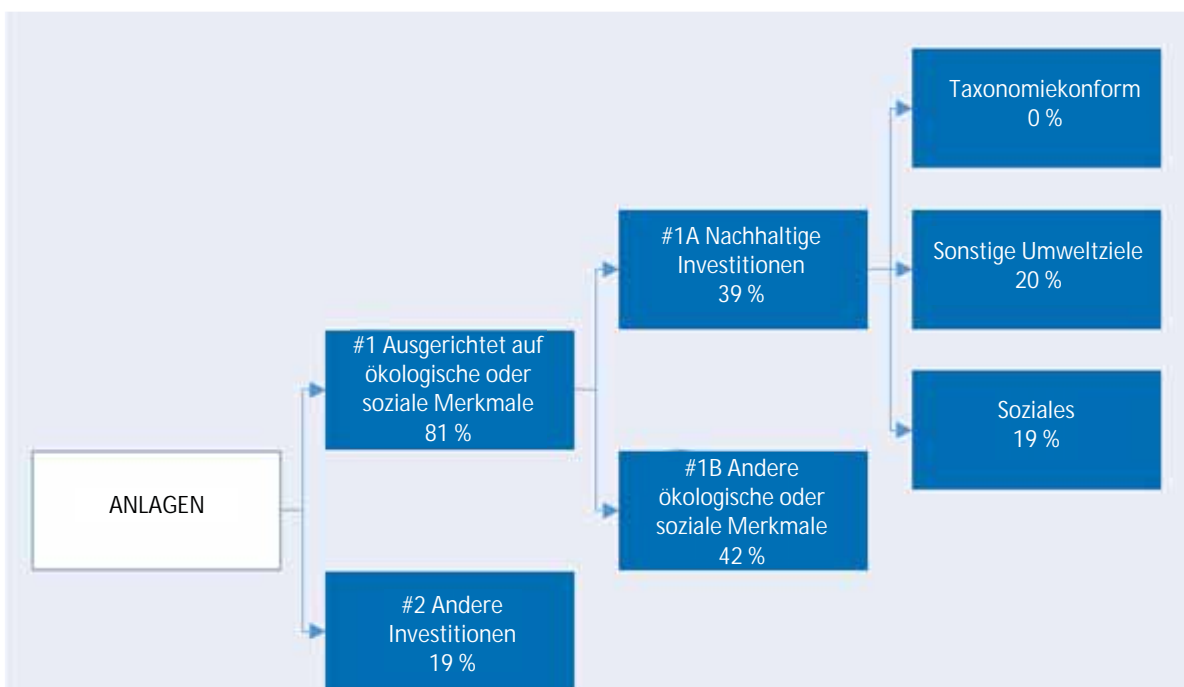 ANLAGEN
#1 Ausgerichtet auf
ökologische oder
soziale Merkmale
81 %
#2 Andere
Investitionen
19 %
#1A Nachhaltige
Investitionen
39 %
#1B Andere
ökologische oder
soziale Merkmale
42 %
Taxonomiekonform
0 %
Sonstige Umweltziele
20 %
Soziales
19 %